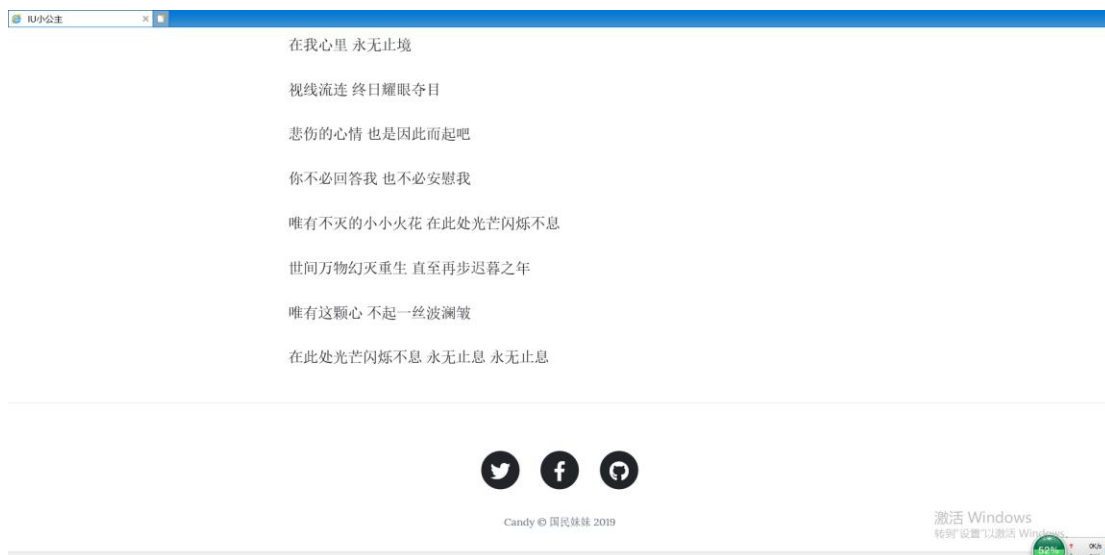 IU小公主
在我心里 永无止境
视线流连 终日耀眼夺目
悲伤的心情 也是因此而起吧
你不必回答我 也不必安慰我
唯有不灭的小小火花 在此处光芒闪烁不息
世间万物幻灭重生 直至再步迟暮之年
唯有这颗心 不起一丝波澜皱
在此处光芒闪烁不息 永无止息 永无止息
Candy © 国民妹妹 2019
激活 Windows
转到"设置"以激活 Windows。
52%
0K/s